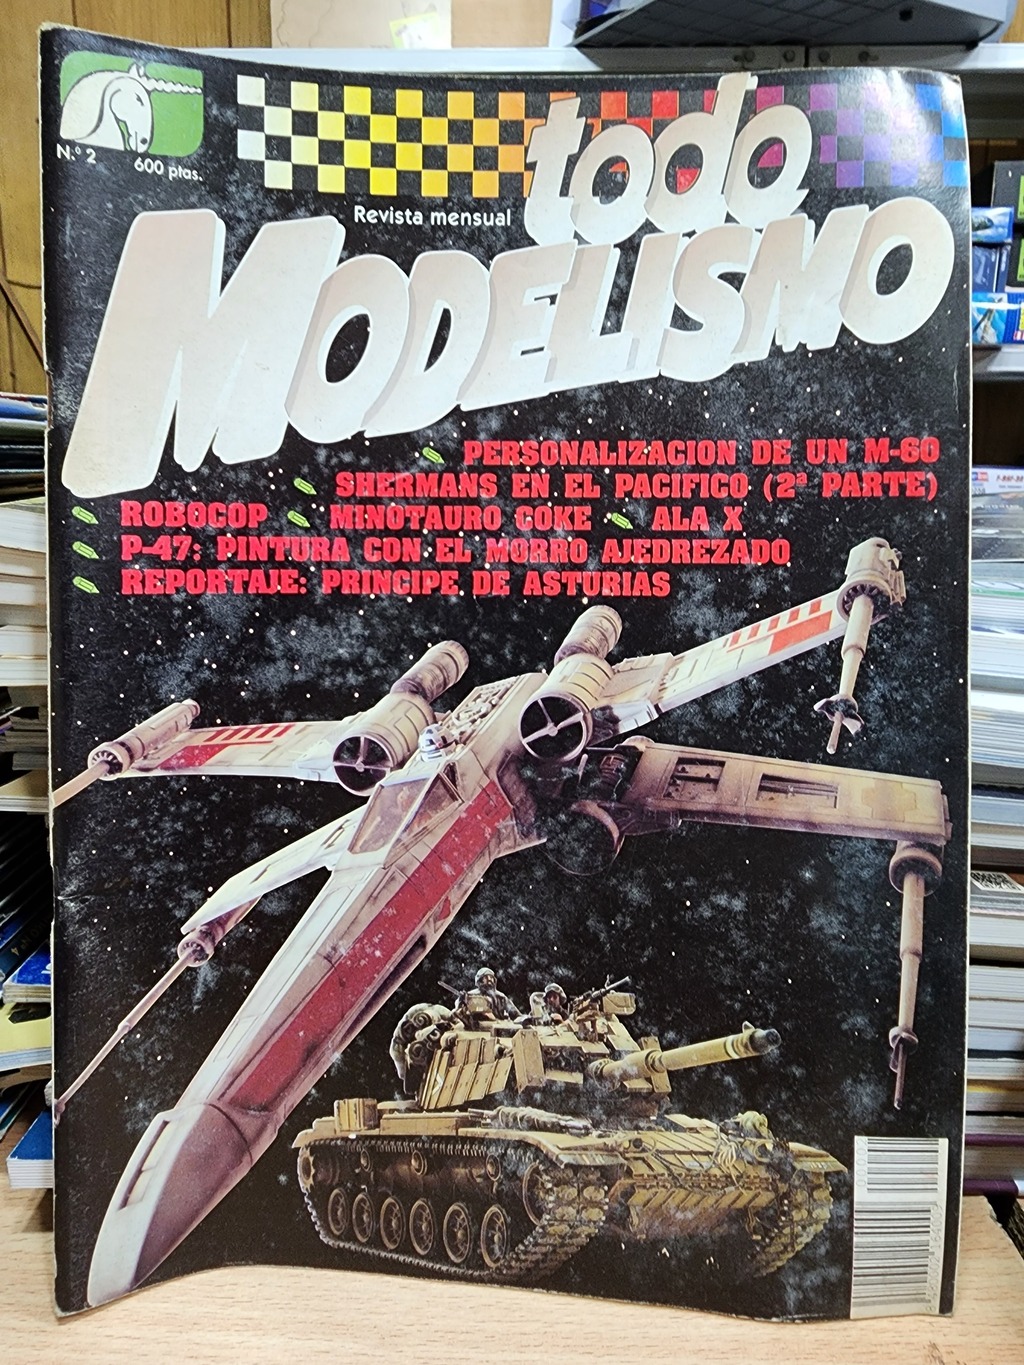 N.º 2
600 ptas.
todo
Revista mensual
MODELISMO
PERSONALIZACION DE UN M-60
SHERMANS EN EL PACIFICO (2ª PARTE)
ROBOCOP MINOTAURO COKE ALA X
P-47: PINTURA CON EL MORRO AJEDREZADO
REPORTAJE: PRINCIPE DE ASTURIAS